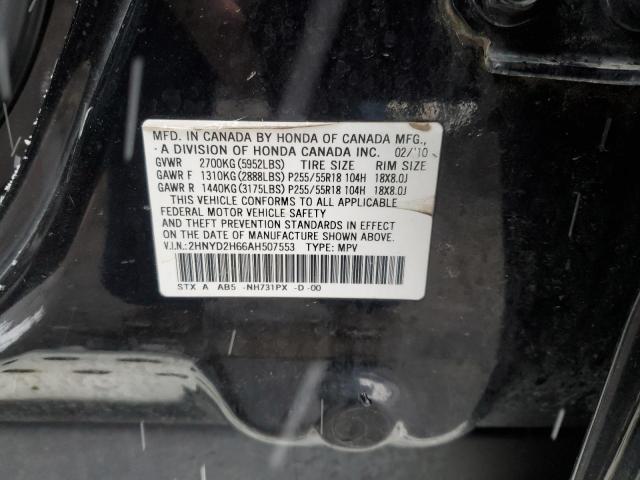 MFD. IN CANADA BY HONDA OF CANADA MFG.,
A DIVISION OF HONDA CANADA INC. 02/'10
GVWR 2700KG(5952LBS) TIRE SIZE RIM SIZE
GAWR F 1310KG(2888LBS) P255/55R18 104H 18X8.0J
GAWR R 1440KG(3175LBS) P255/55R18 104H 18X8.0J
THIS VEHICLE CONFORMS TO ALL APPLICABLE
FEDERAL MOTOR VEHICLE SAFETY
AND THEFT PREVENTION STANDARDS IN EFFECT
ON THE DATE OF MANUFACTURE SHOWN ABOVE.
V.I.N.:2HNYD2H66AH507553 TYPE: MPV
STX A AB5 -NH731PX -D -00